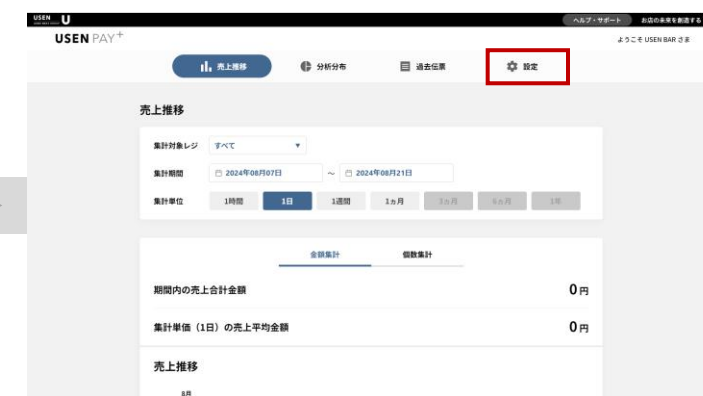 USEN U
ヘルプ・サポート お店の未来を創造する
USEN PAY+
ようこそ USEN BAR さま
売上推移 分析分布 過去伝票 設定
売上推移
集計対象レジ すべて
集計期間 2024年08月07日 ～ 2024年08月21日
集計単位 1時間 1日 1週間 1ヵ月 3ヵ月 6ヵ月 1年
金額集計 個数集計
期間内の売上合計金額 0円
集計単価（1日）の売上平均金額 0円
売上推移
8月